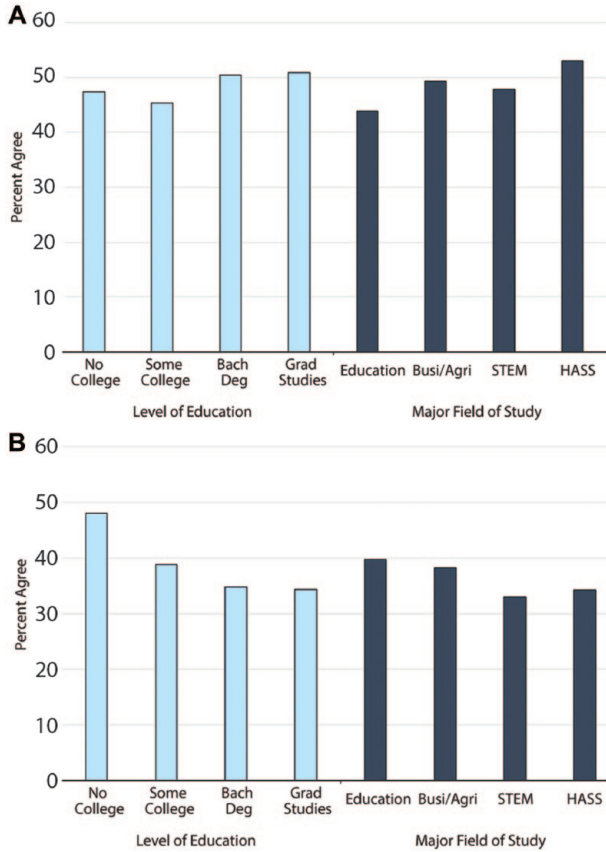 A
60
50
40
30
20
10
0
Percent Agree
No College
Some College
Bach Deg
Grad Studies
Education
Busi/Agri
STEM
HASS
Level of Education
Major Field of Study
B
60
50
40
30
20
10
0
Percent Agree
No College
Some College
Bach Deg
Grad Studies
Education
Busi/Agri
STEM
HASS
Level of Education
Major Field of Study